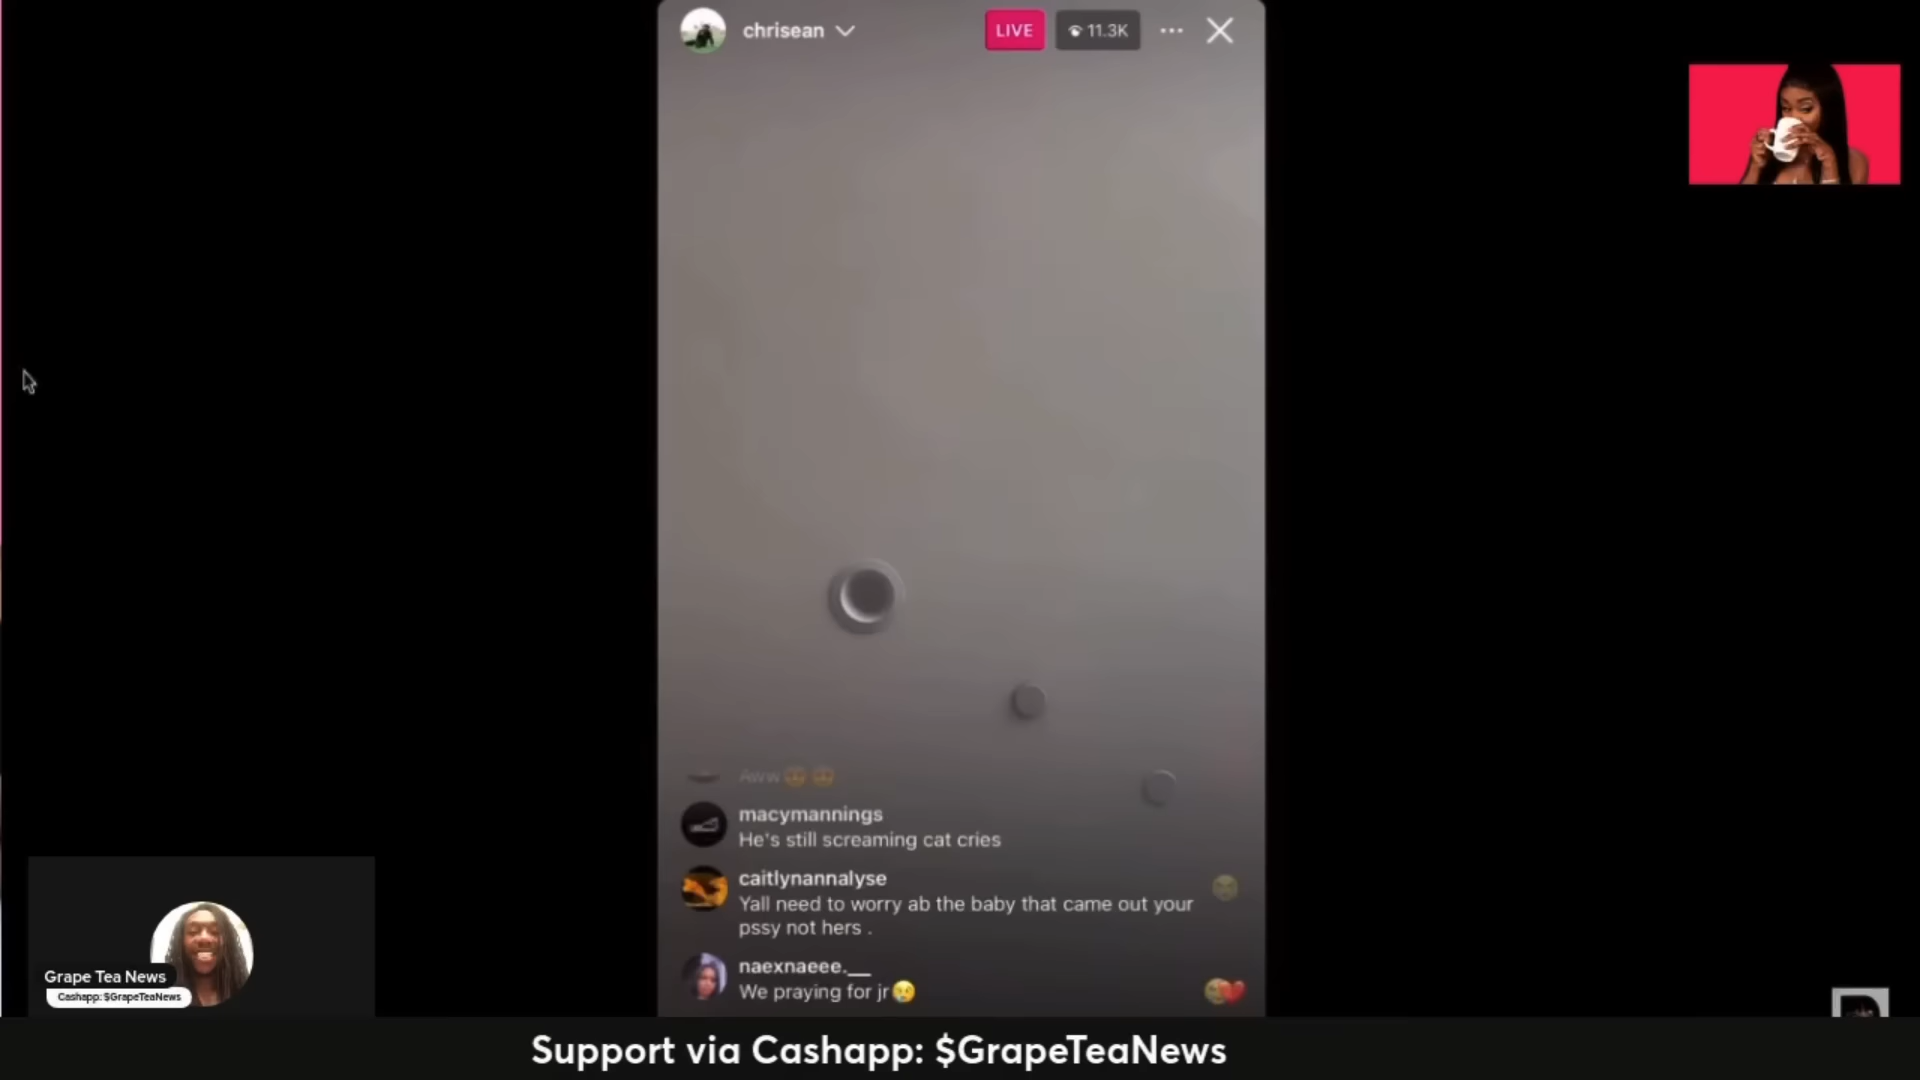 chrisean
LIVE
11.3K
Aww
macymannings
He's still screaming cat cries
caitlynannalyse
Yall need to worry ab the baby that came out your
pssy not hers .
naexnaeee.__
We praying for jr😢
Grape Tea News
Cashapp: $GrapeTeaNews
Support via Cashapp: $GrapeTeaNews